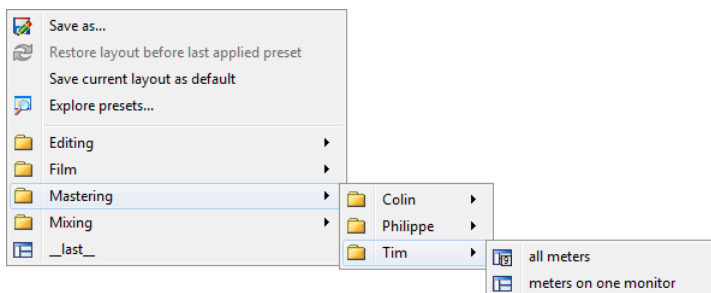 Save as...
Restore layout before last applied preset
Save current layout as default
Explore presets...
Editing
Film
Mastering
Mixing
__last__
Colin
Philippe
Tim
all meters
meters on one monitor